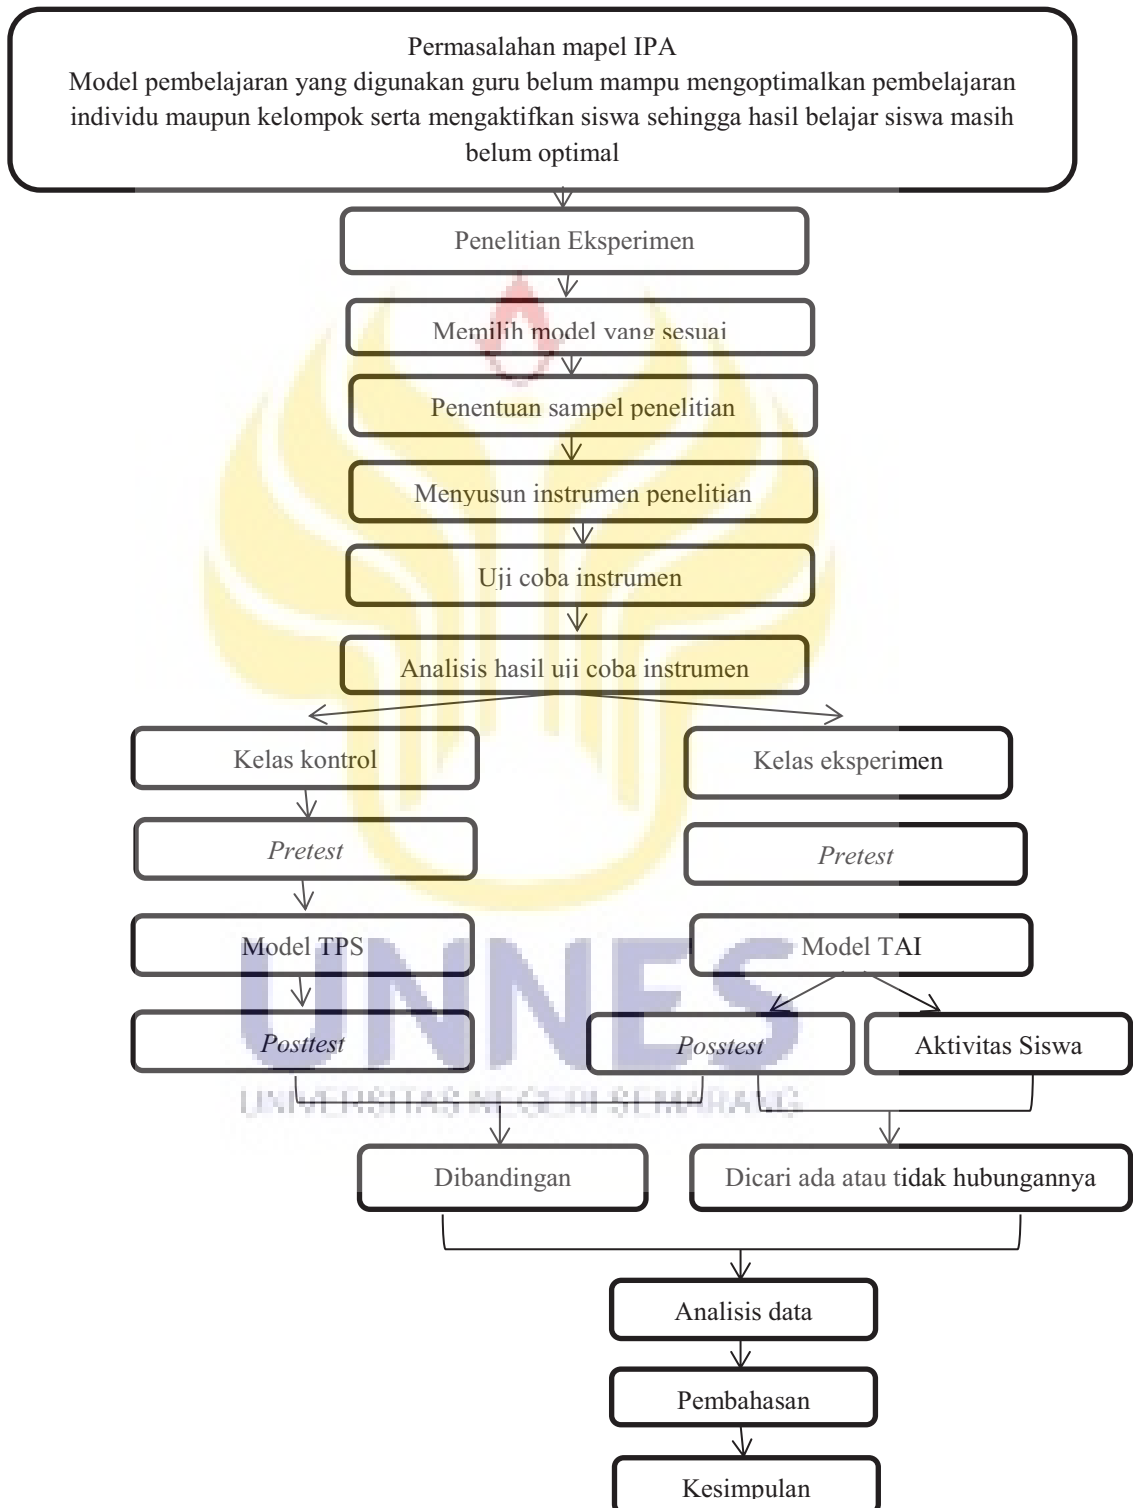 Permasalahan mapel IPA
Model pembelajaran yang digunakan guru belum mampu mengoptimalkan pembelajaran
individu maupun kelompok serta mengaktifkan siswa sehingga hasil belajar siswa masih
belum optimal
Penelitian Eksperimen
Memilih model yang sesuai
Penentuan sampel penelitian
Menyusun instrumen penelitian
Uji coba instrumen
Analisis hasil uji coba instrumen
Kelas kontrol
Kelas eksperimen
Pretest
Pretest
Model TPS
Model TAI
UNNES
Posttest
Posstest
Aktivitas Siswa
UNIVERSITAS NEGERI SEMARANG
Dibandingan
Dicari ada atau tidak hubungannya
Analisis data
Pembahasan
Kesimpulan